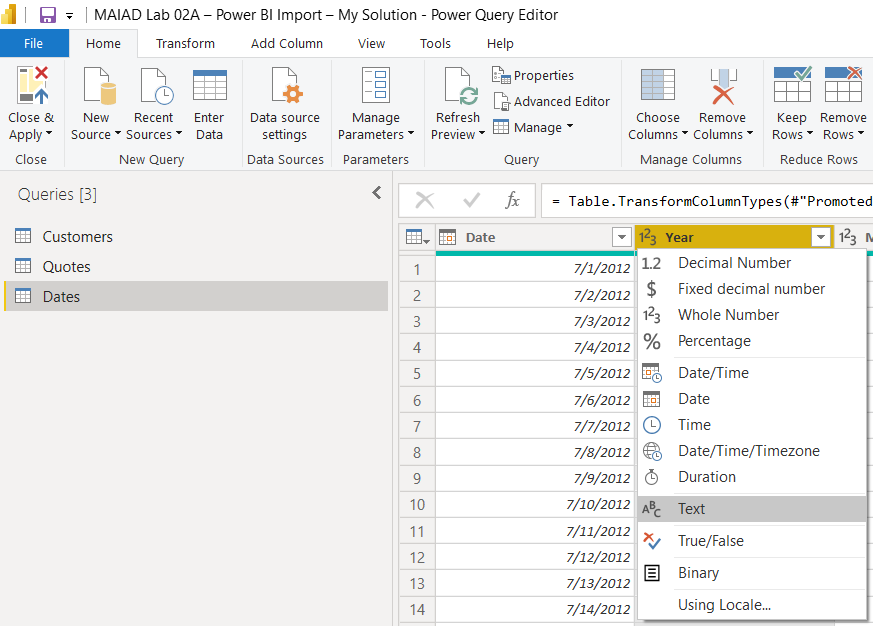 MAIAD Lab 02A – Power BI Import – My Solution - Power Query Editor
File Home Transform Add Column View Tools Help
Close & Apply
New Source
Recent Sources
Enter Data
Data source settings
Manage Parameters
Refresh Preview
Properties
Advanced Editor
Manage
Choose Columns
Remove Columns
Keep Rows
Remove Rows
Close New Query Data Sources Parameters Query Manage Columns Reduce Rows
Queries [3]
Customers
Quotes
Dates
fx = Table.TransformColumnTypes(#"Promoted
Date 123 Year 123 M
1 7/1/2012
2 7/2/2012
3 7/3/2012
4 7/4/2012
5 7/5/2012
6 7/6/2012
7 7/7/2012
8 7/8/2012
9 7/9/2012
10 7/10/2012
11 7/11/2012
12 7/12/2012
13 7/13/2012
14 7/14/2012
1.2 Decimal Number
$ Fixed decimal number
123 Whole Number
% Percentage
Date/Time
Date
Time
Date/Time/Timezone
Duration
ABC Text
True/False
Binary
Using Locale...